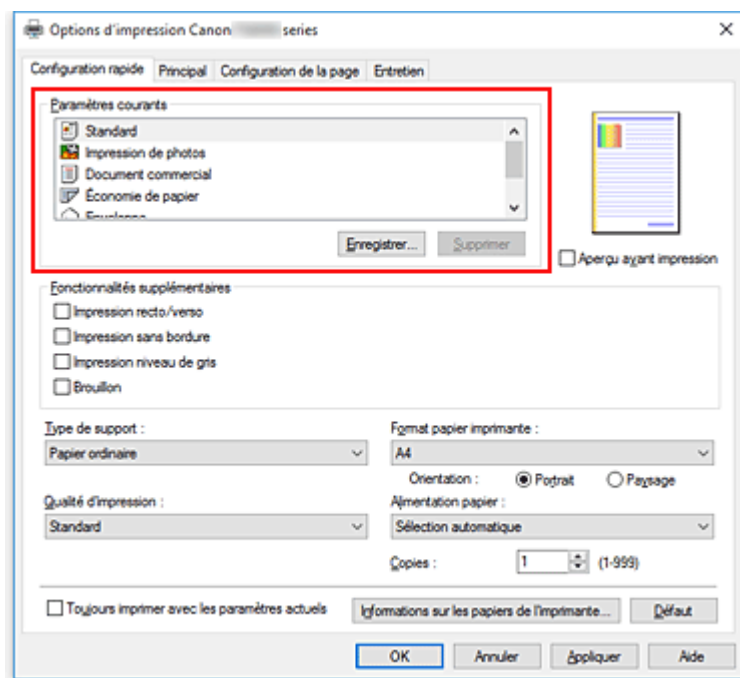 Options d'impression Canon series
Configuration rapide Principal Configuration de la page Entretien
Paramètres courants
Standard
Impression de photos
Document commercial
Économie de papier
Enveloppe
Enregistrer... Supprimer
Aperçu avant impression
Fonctionnalités supplémentaires
Impression recto/verso
Impression sans bordure
Impression niveau de gris
Brouillon
Type de support : Format papier imprimante :
Papier ordinaire A4
Orientation : Portrait Paysage
Qualité d'impression : Alimentation papier :
Standard Sélection automatique
Copies : 1 (1-999)
Toujours imprimer avec les paramètres actuels Informations sur les papiers de l'imprimante... Défaut
OK Annuler Appliquer Aide